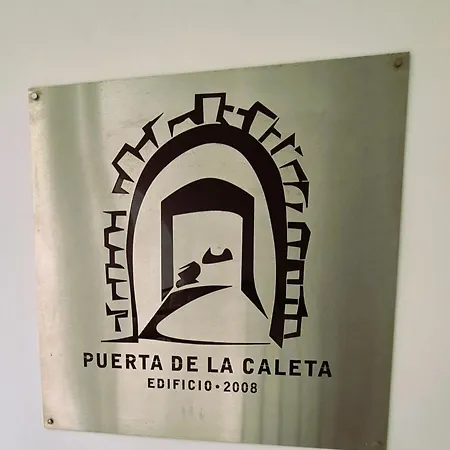 PUERTA DE LA CALETA
EDIFICIO • 2008